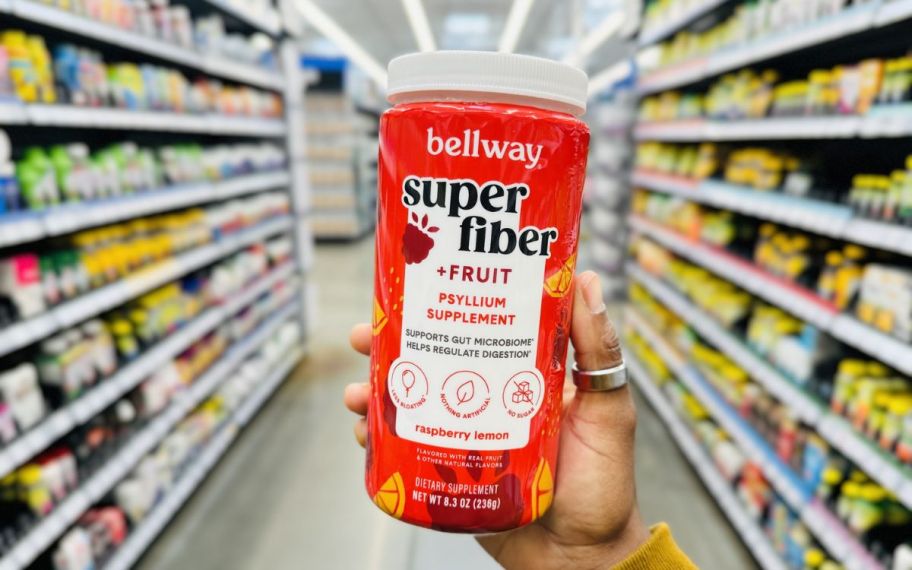 bellway
super
fiber
+FRUIT
PSYLLIUM
SUPPLEMENT
SUPPORTS GUT MICROBIOME*
HELPS REGULATE DIGESTION*
LESS BLOATING*
NOTHING ARTIFICIAL
NO SUGAR
raspberry lemon
FLAVORED WITH REAL FRUIT
& OTHER NATURAL FLAVORS
DIETARY SUPPLEMENT
NET WT 8.3 OZ (236g)